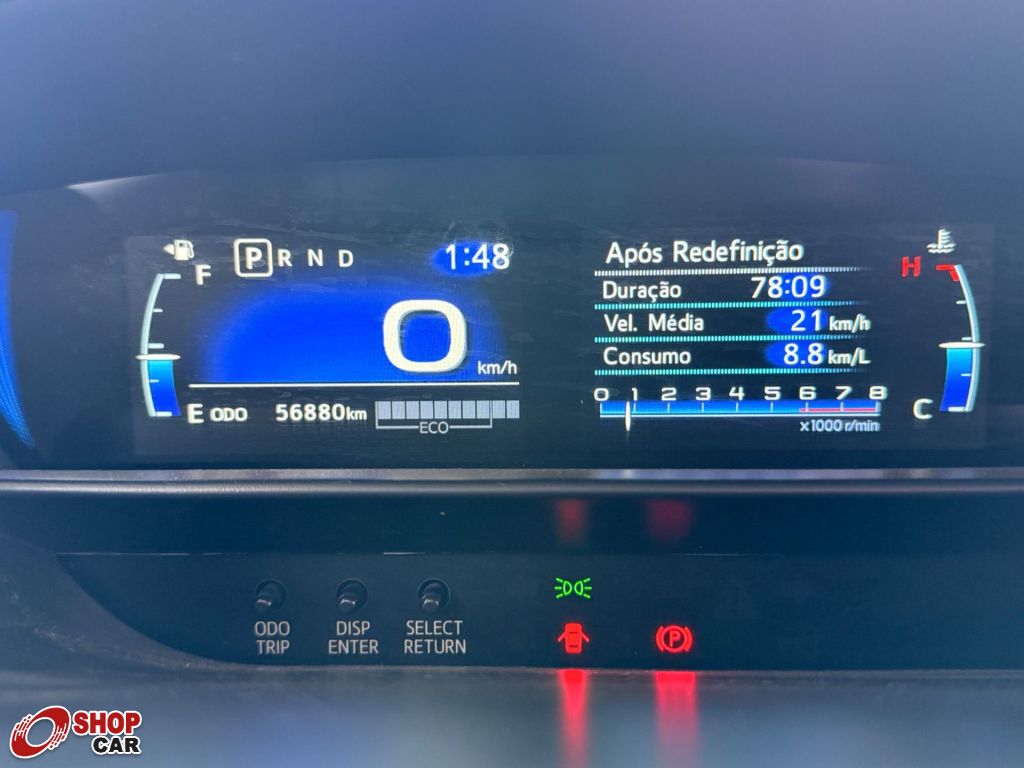 F
P R N D
1:48
0
km/h
E ODO 56880km
ECO
Após Redefinição
Duração 78:09
Vel. Média 21 km/h
Consumo 8.8 km/L
0 1 2 3 4 5 6 7 8
x1000 r/min
H
C
ODO
TRIP
DISP
ENTER
SELECT
RETURN
P
SHOP
CAR